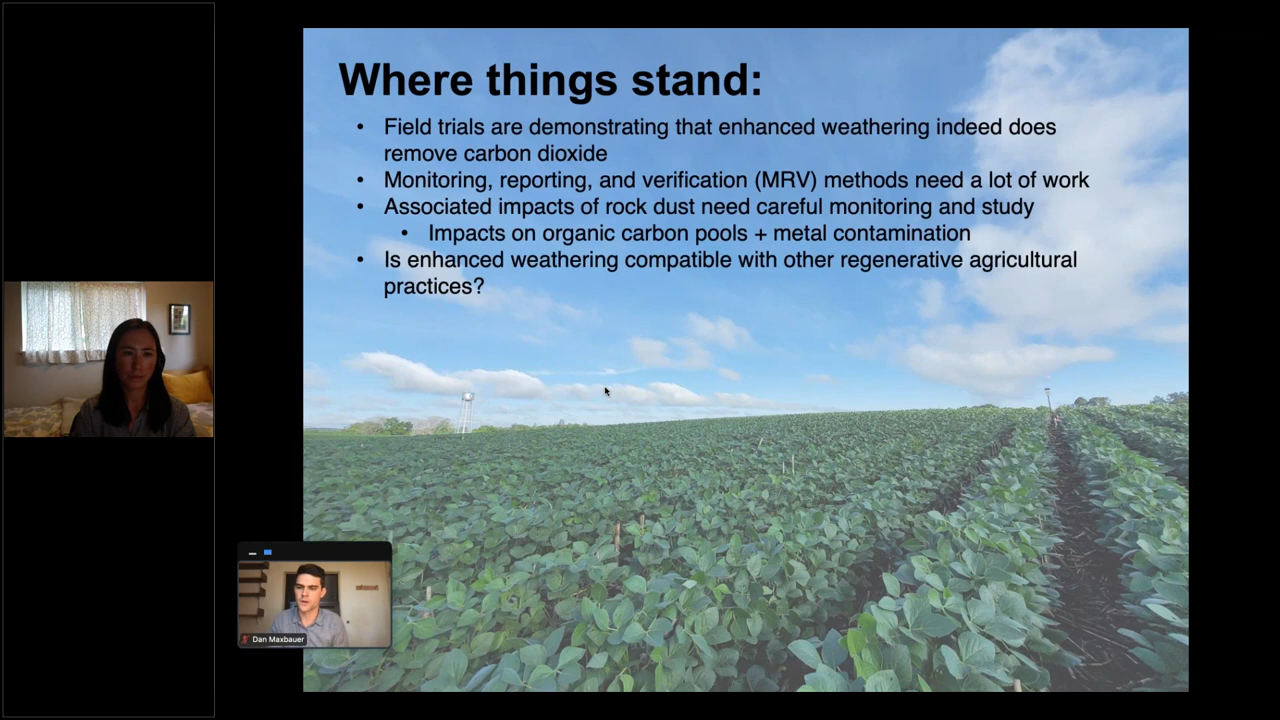 Where things stand:
• Field trials are demonstrating that enhanced weathering indeed does
remove carbon dioxide
• Monitoring, reporting, and verification (MRV) methods need a lot of work
• Associated impacts of rock dust need careful monitoring and study
• Impacts on organic carbon pools + metal contamination
• Is enhanced weathering compatible with other regenerative agricultural
practices?
Dan Maxbauer